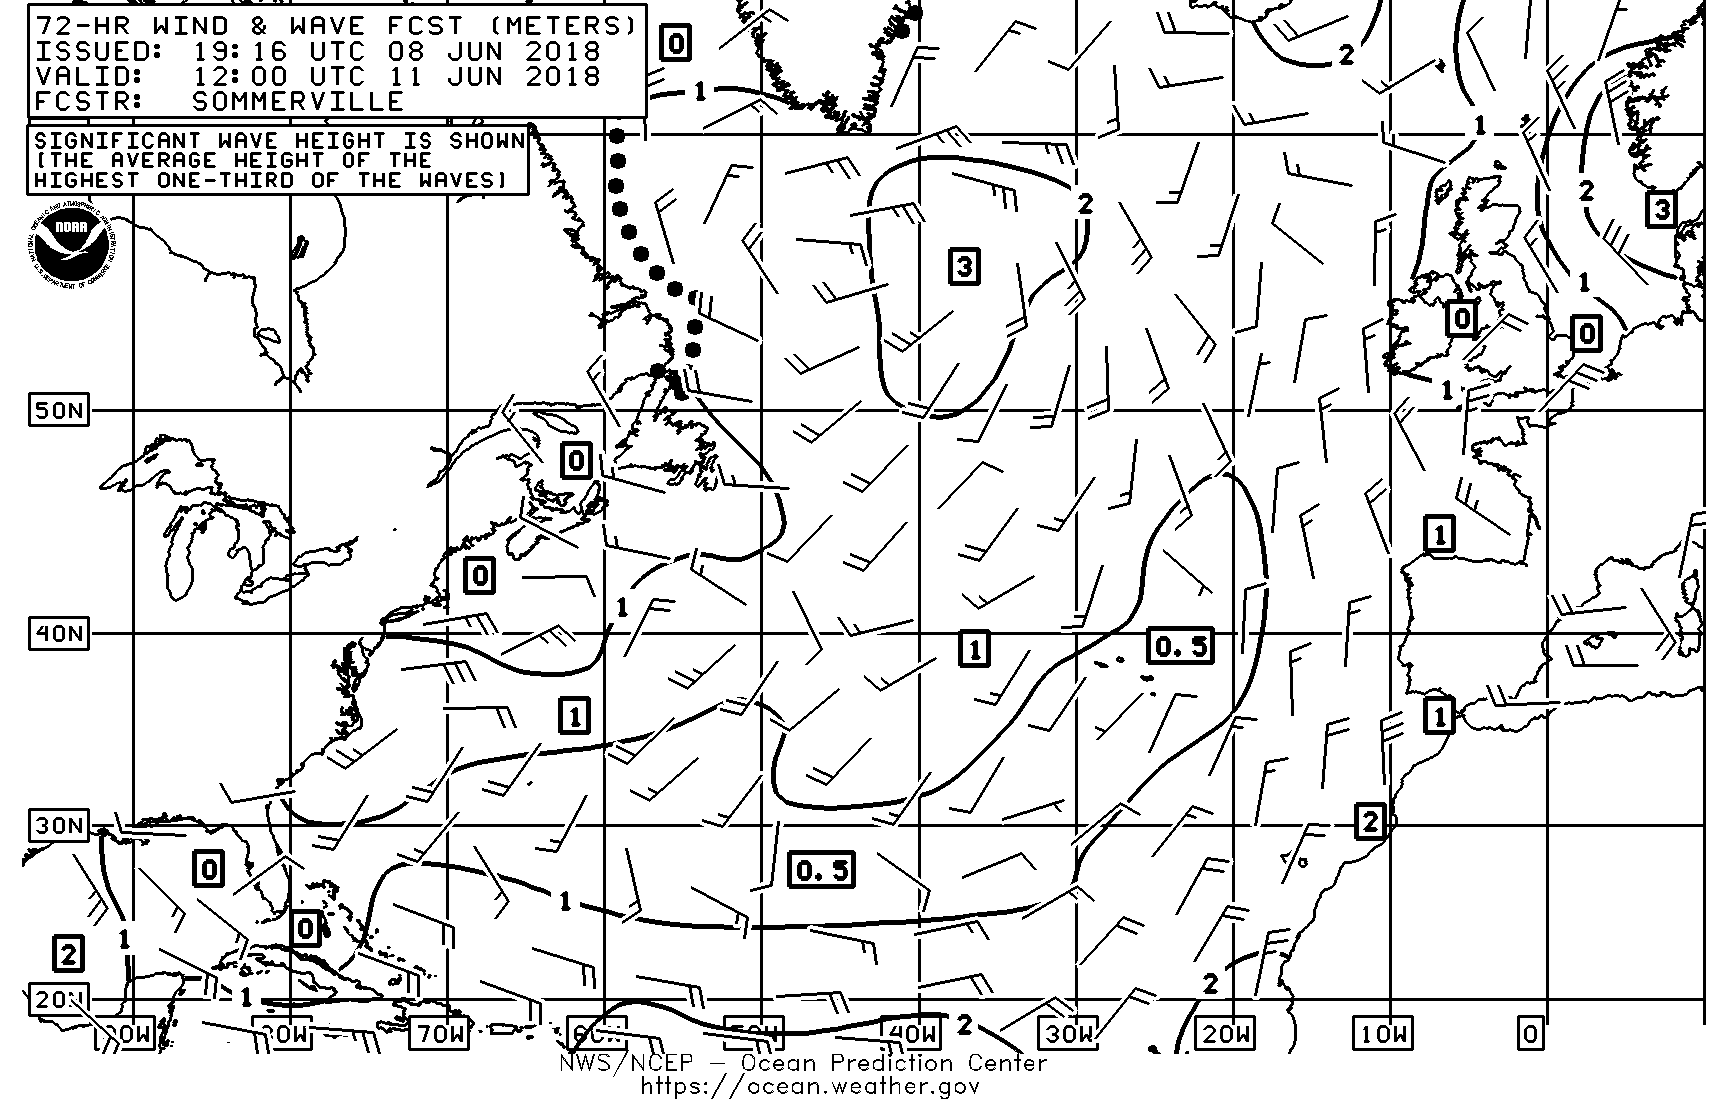 72-HR WIND & WAVE FCST (METERS)
ISSUED: 19:16 UTC 08 JUN 2018
VALID: 12:00 UTC 11 JUN 2018
FCSTR: SOMMERVILLE
SIGNIFICANT WAVE HEIGHT IS SHOWN
(THE AVERAGE HEIGHT OF THE
HIGHEST ONE-THIRD OF THE WAVES)
NOAA
0
2
1
1
2
2
3
3
1
0
0
1
50N
0
1
0
1
40N
1
0.5
1
1
30N
2
0
0.5
1
0
1
2
2
20N
1
2
90W
80W
70W
60W
50W
40W
30W
20W
10W
0
NWS/NCEP – Ocean Prediction Center
https://ocean.weather.gov